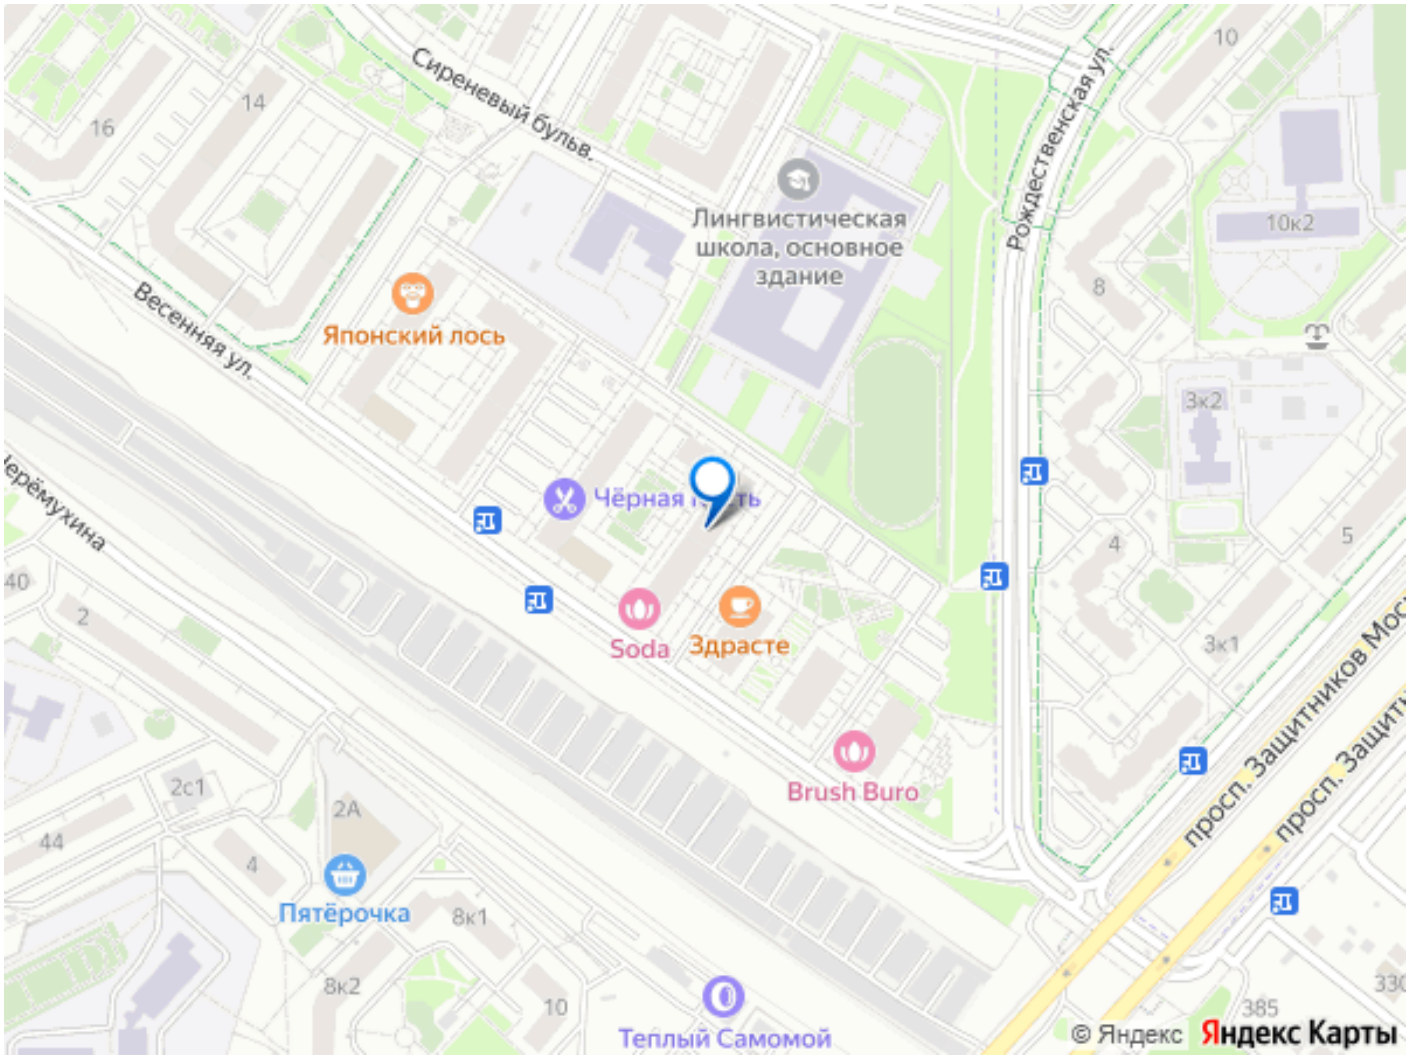 10
Сиреневый бульв.
14
16
Рождественская ул.
Лингвистическая
школа, основное
здание
10к2
8
Весенняя ул.
Японский лось
3к2
Чёрная
5
4
40
2
Soda
Здрасте
3к1
просп. Защитников Мос
просп. Защит
Brush Buro
2с1
2А
44
4
Пятёрочка
8к1
8к2
10
Теплый Самомой
385
330
© Яндекс Яндекс Карты